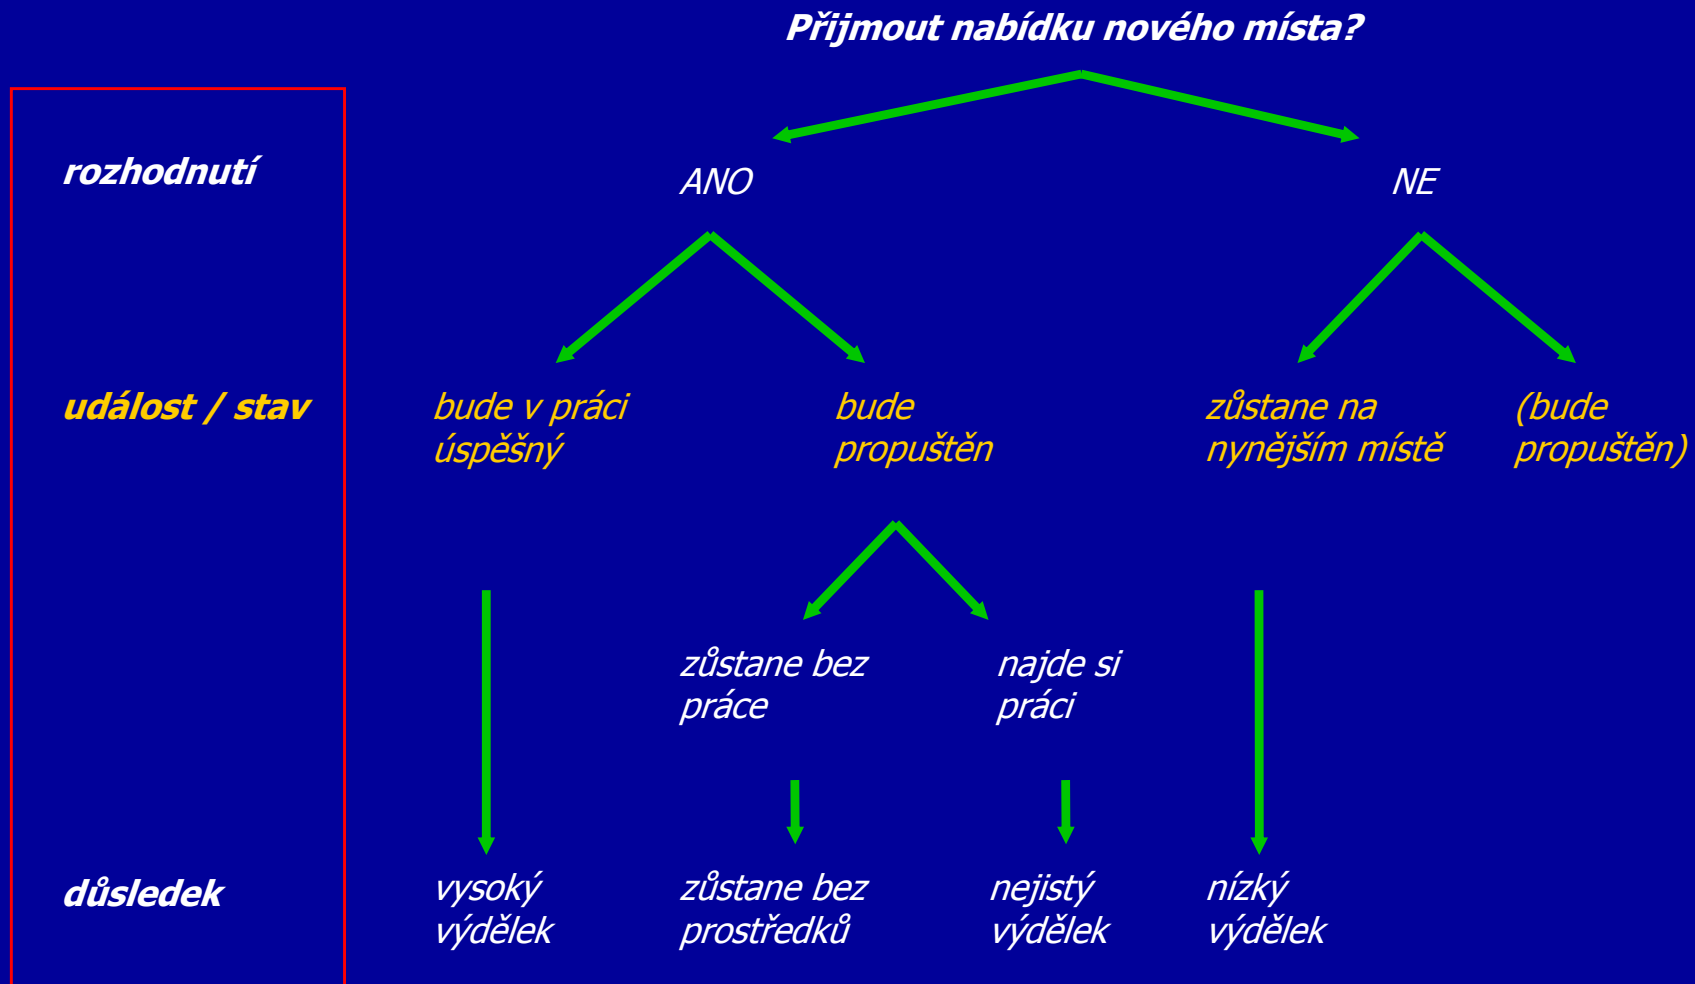 Přijmout nabídku nového místa?
rozhodnutí
ANO
NE
událost / stav
bude v práci
úspěšný
bude
propuštěn
zůstane na
nynějším místě
(bude
propuštěn)
zůstane bez
práce
najde si
práci
důsledek
vysoký
výdělek
zůstane bez
prostředků
nejistý
výdělek
nízký
výdělek